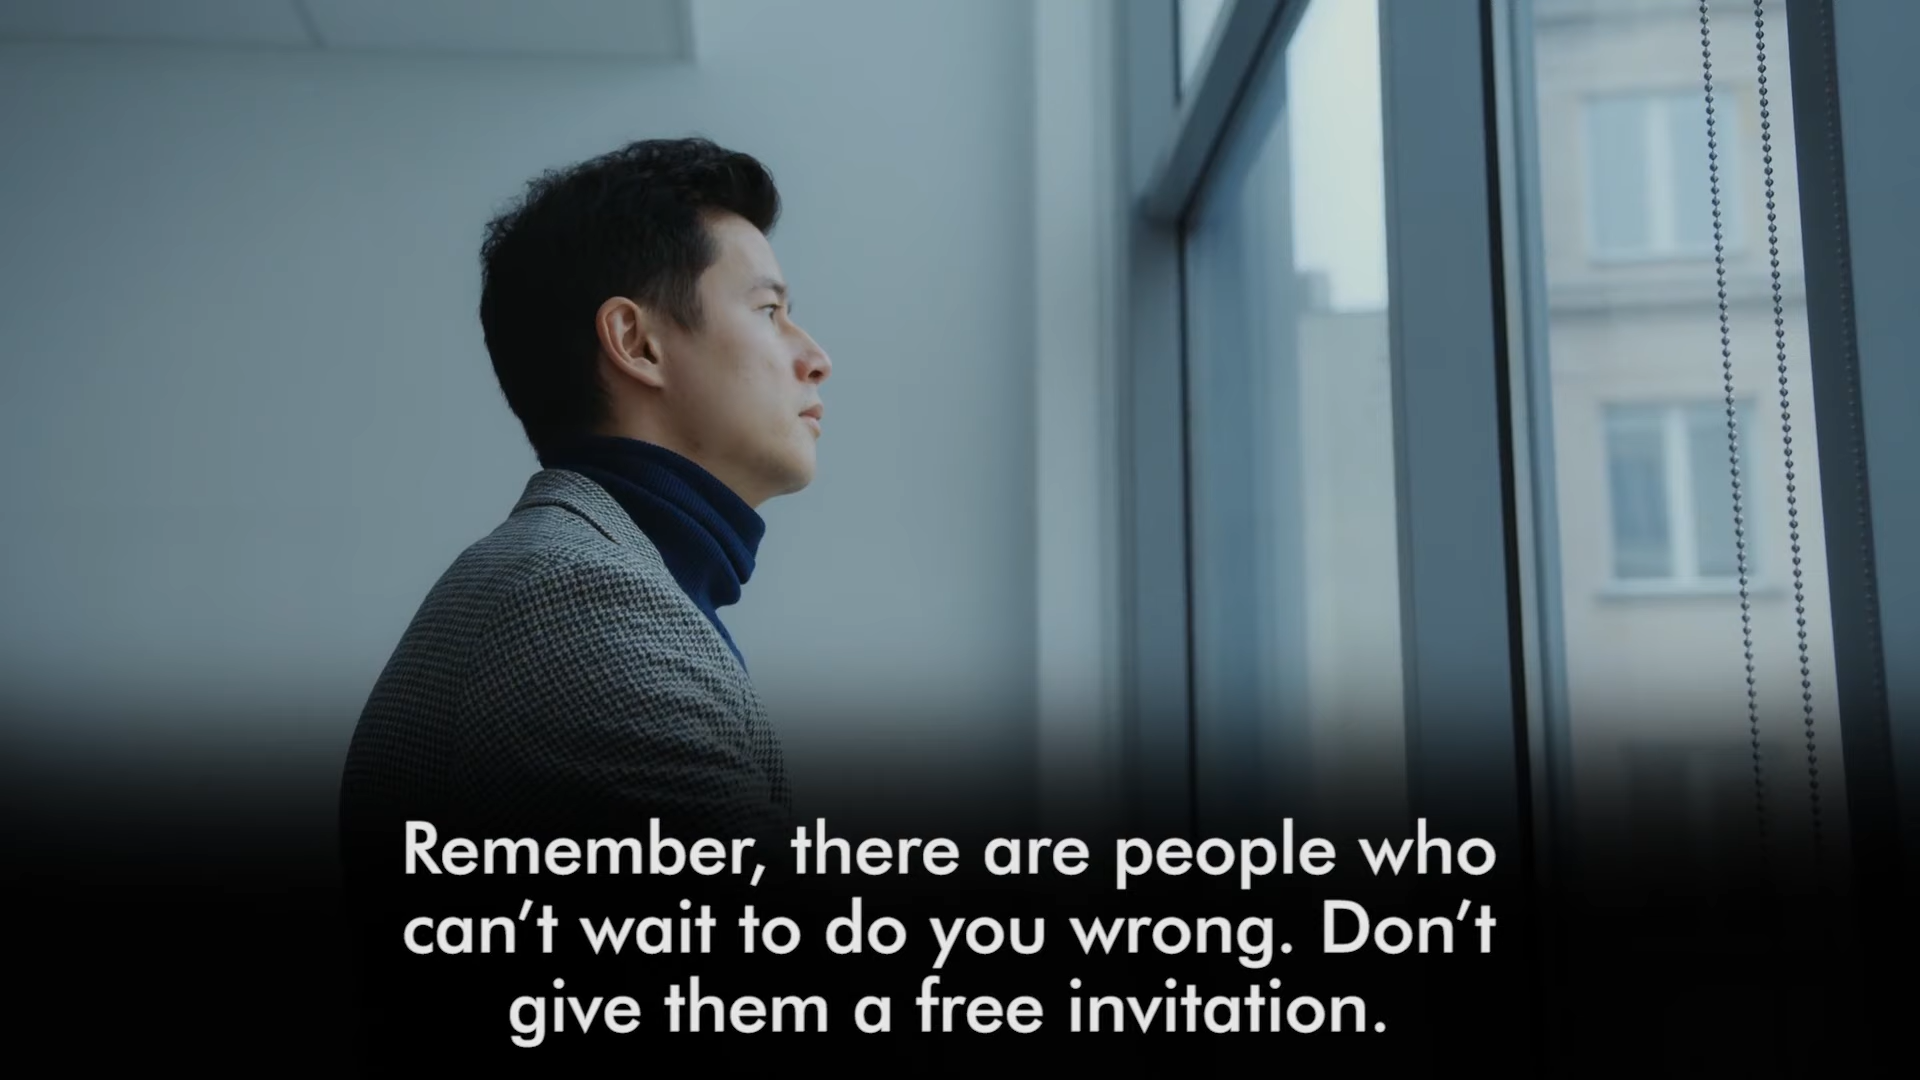 Remember, there are people who
can’t wait to do you wrong. Don’t
give them a free invitation.